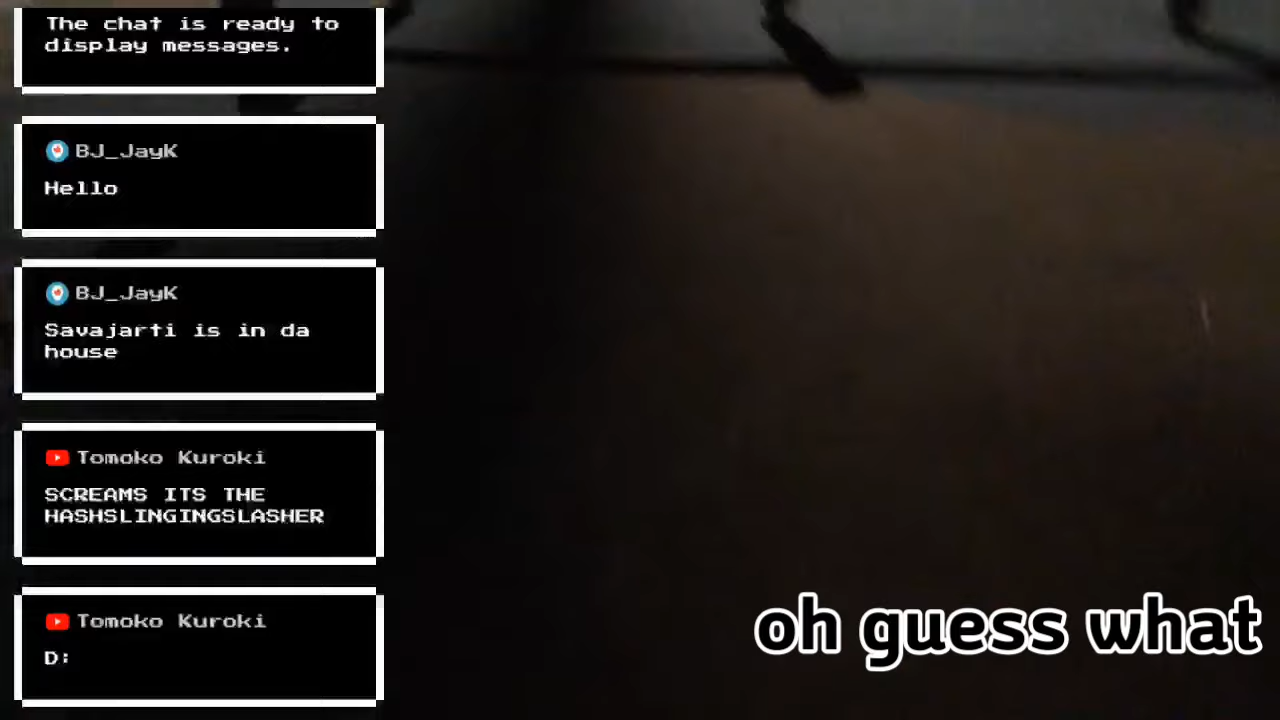 The chat is ready to
display messages.
BJ_JayK
Hello
BJ_JayK
Savajarti is in da
house
Tomoko Kuroki
SCREAMS ITS THE
HASHSLINGINGSLASHER
Tomoko Kuroki
D:
oh guess what